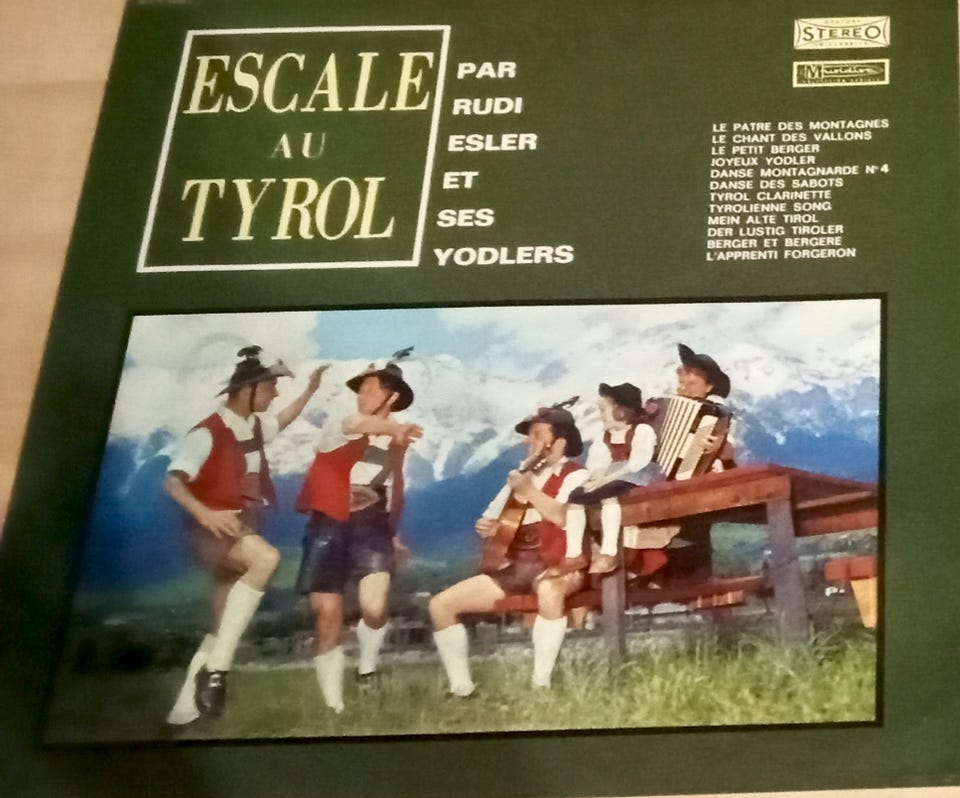 ESCALE
AU
TYROL
PAR
RUDI
ESLER
ET
SES
YODLERS
STEREO
Musidisc
LE PATRE DES MONTAGNES
LE CHANT DES VALLONS
LE PETIT BERGER
JOYEUX YODLER
DANSE MONTAGNARDE N°4
DANSE DES SABOTS
TYROL CLARINETTE
TYROLIENNE SONG
MEIN ALTE TIROL
DER LUSTIG TIROLER
BERGER ET BERGERE
L'APPRENTI FORGERON